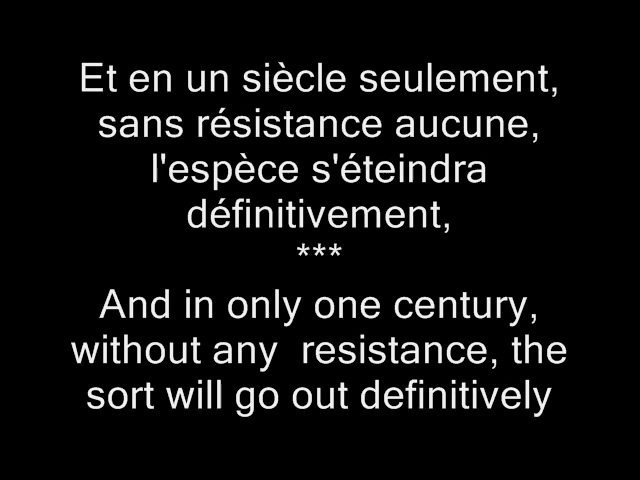 Et en un siècle seulement,
sans résistance aucune,
l'espèce s'éteindra
définitivement,
***
And in only one century,
without any  resistance, the
sort will go out definitively